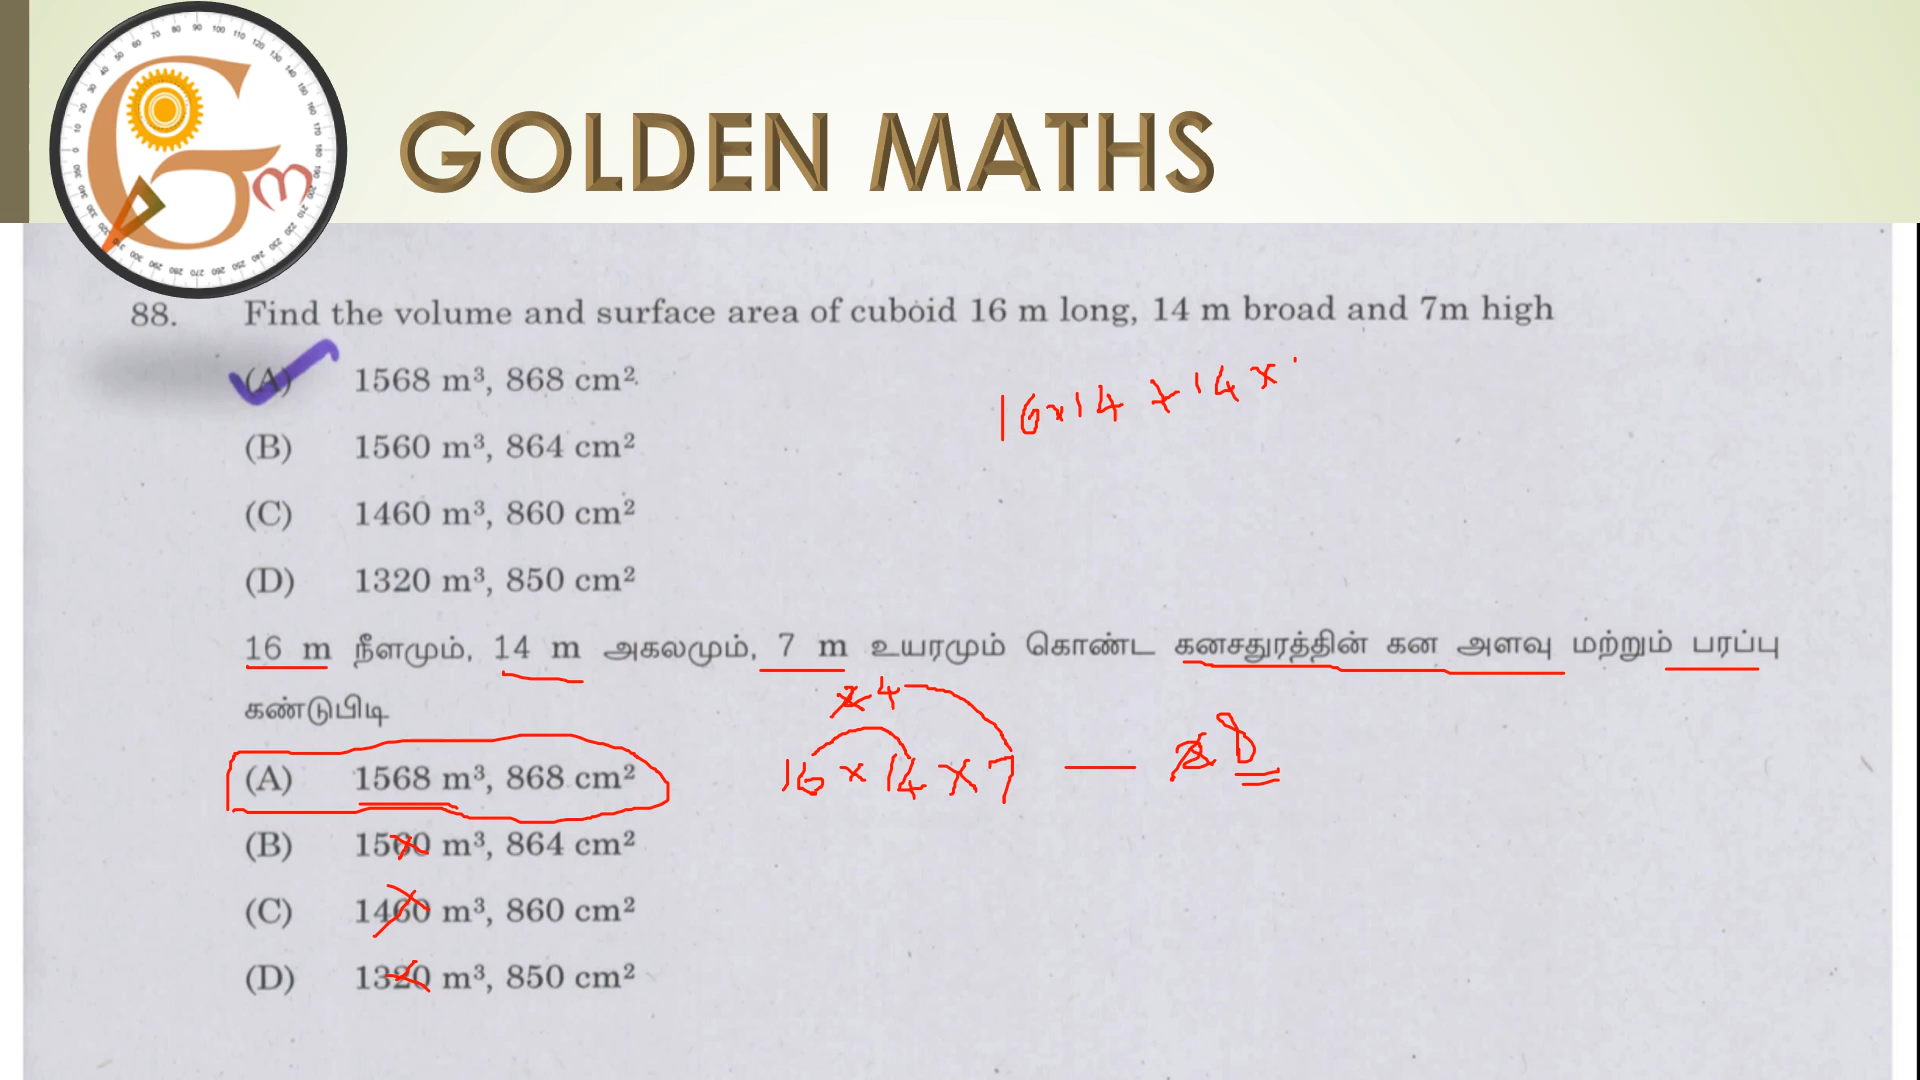 GOLDEN MATHS
88. Find the volume and surface area of cuboid 16 m long, 14 m broad and 7m high
(A) 1568 m³, 868 cm²
16×14 + 14 ×
(B) 1560 m³, 864 cm²
(C) 1460 m³, 860 cm²
(D) 1320 m³, 850 cm²
16 m நீளமும், 14 m அகலமும், 7 m உயரமும் கொண்ட கனசதுரத்தின் கன அளவு மற்றும் பரப்பு
கண்டுபிடி
(A) 1568 m³, 868 cm²
16 × 14 × 7 — 8
(B) 1560 m³, 864 cm²
(C) 1460 m³, 860 cm²
(D) 1320 m³, 850 cm²